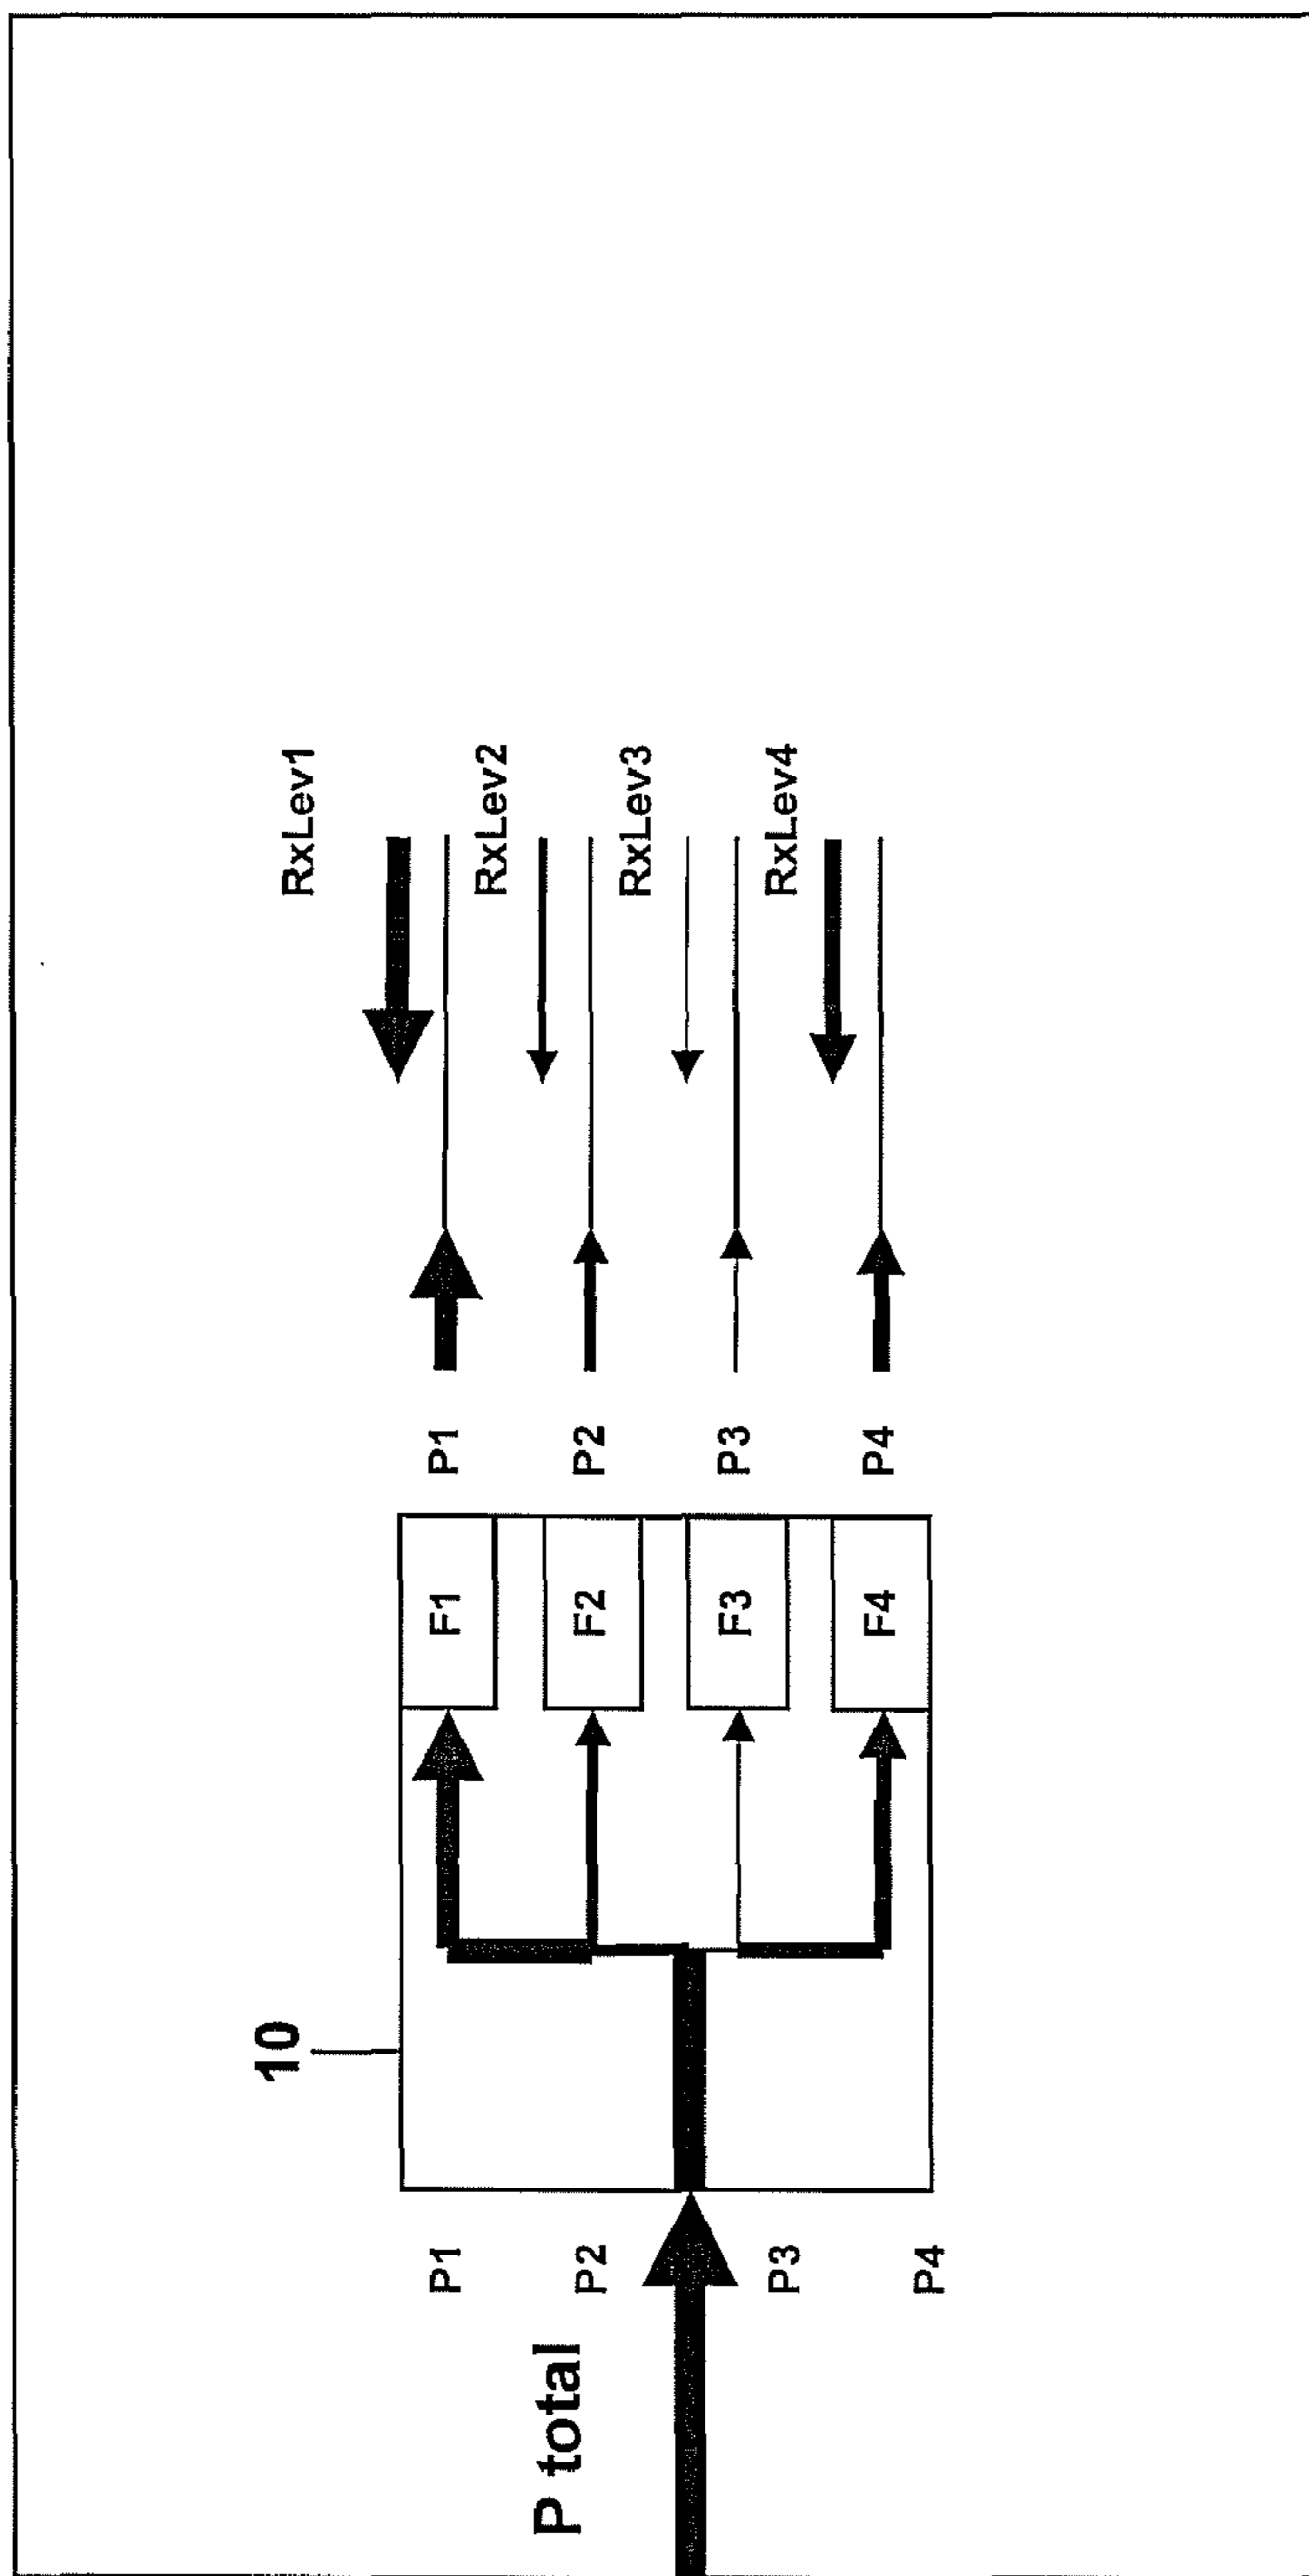 10
RxLev1
P1
F1
P1
RxLev2
P total
P2
F2
P2
RxLev3
P3
F3
P3
RxLev4
P4
F4
P4